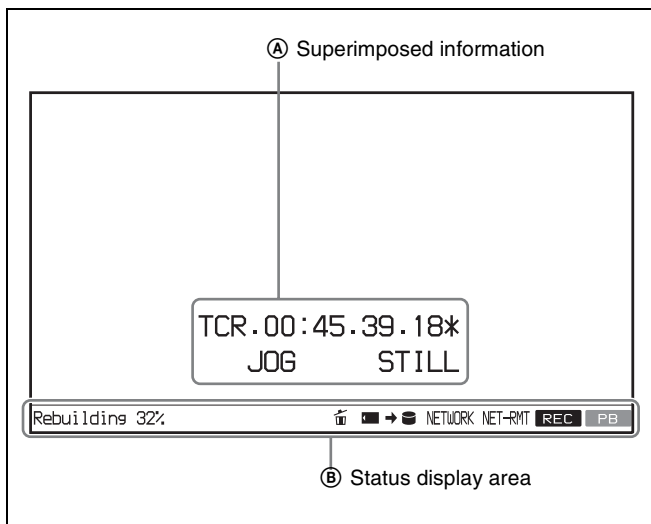 Ⓐ Superimposed information
TCR.00:45.39.18*
JOG STILL
Rebuilding 32% NETWORK NET-RMT REC PB
Ⓑ Status display area